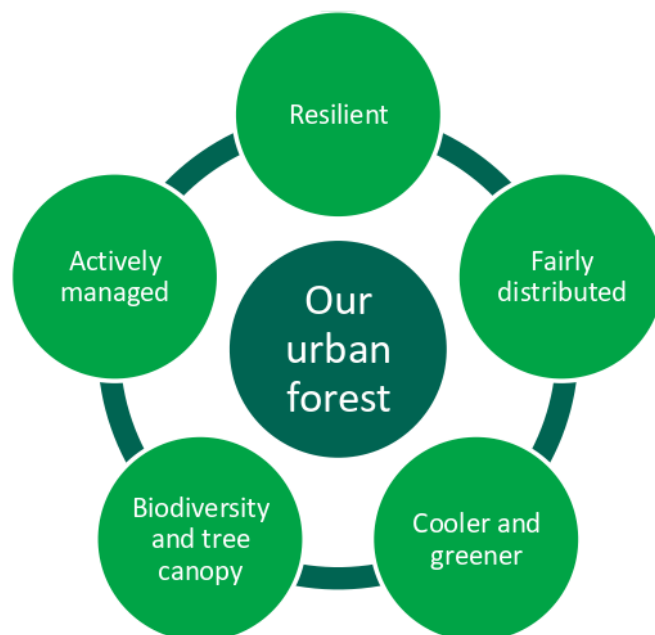 Resilient
Fairly
distributed
Cooler and
greener
Biodiversity
and tree
canopy
Actively
managed
Our
urban
forest